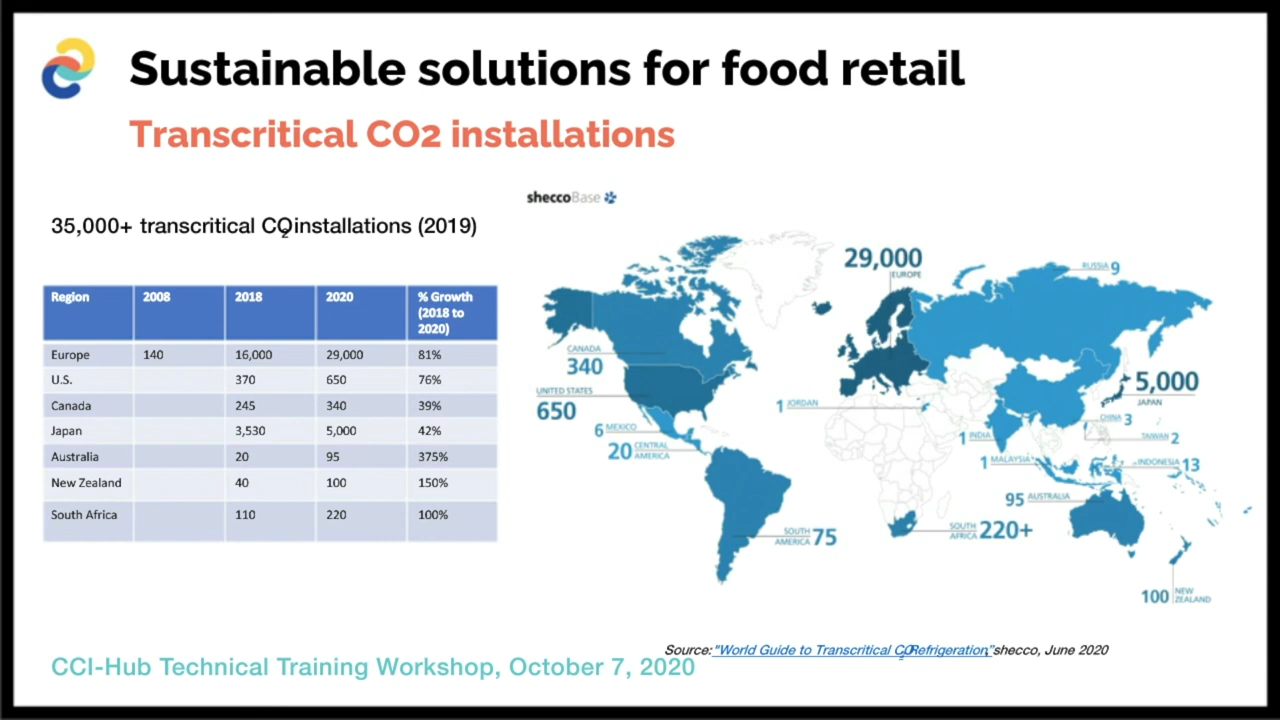 Sustainable solutions for food retail
Transcritical CO2 installations
sheccoBase
35,000+ transcritical CO2 installations (2019)
Region 2008 2018 2020 % Growth (2018 to 2020)
Europe 140 16,000 29,000 81%
U.S. 370 650 76%
Canada 245 340 39%
Japan 3,530 5,000 42%
Australia 20 95 375%
New Zealand 40 100 150%
South Africa 110 220 100%
29,000
EUROPE
RUSSIA 9
CANADA
340
UNITED STATES
650
6 MEXICO
20 CENTRAL AMERICA
1 JORDAN
5,000
JAPAN
CHINA 3
TAIWAN 2
1 INDIA
1 MALAYSIA
INDONESIA 13
95 AUSTRALIA
SOUTH AMERICA 75
SOUTH AFRICA 220+
100 NEW ZEALAND
Source: "World Guide to Transcritical CO2 Refrigeration," shecco, June 2020
CCI-Hub Technical Training Workshop, October 7, 2020